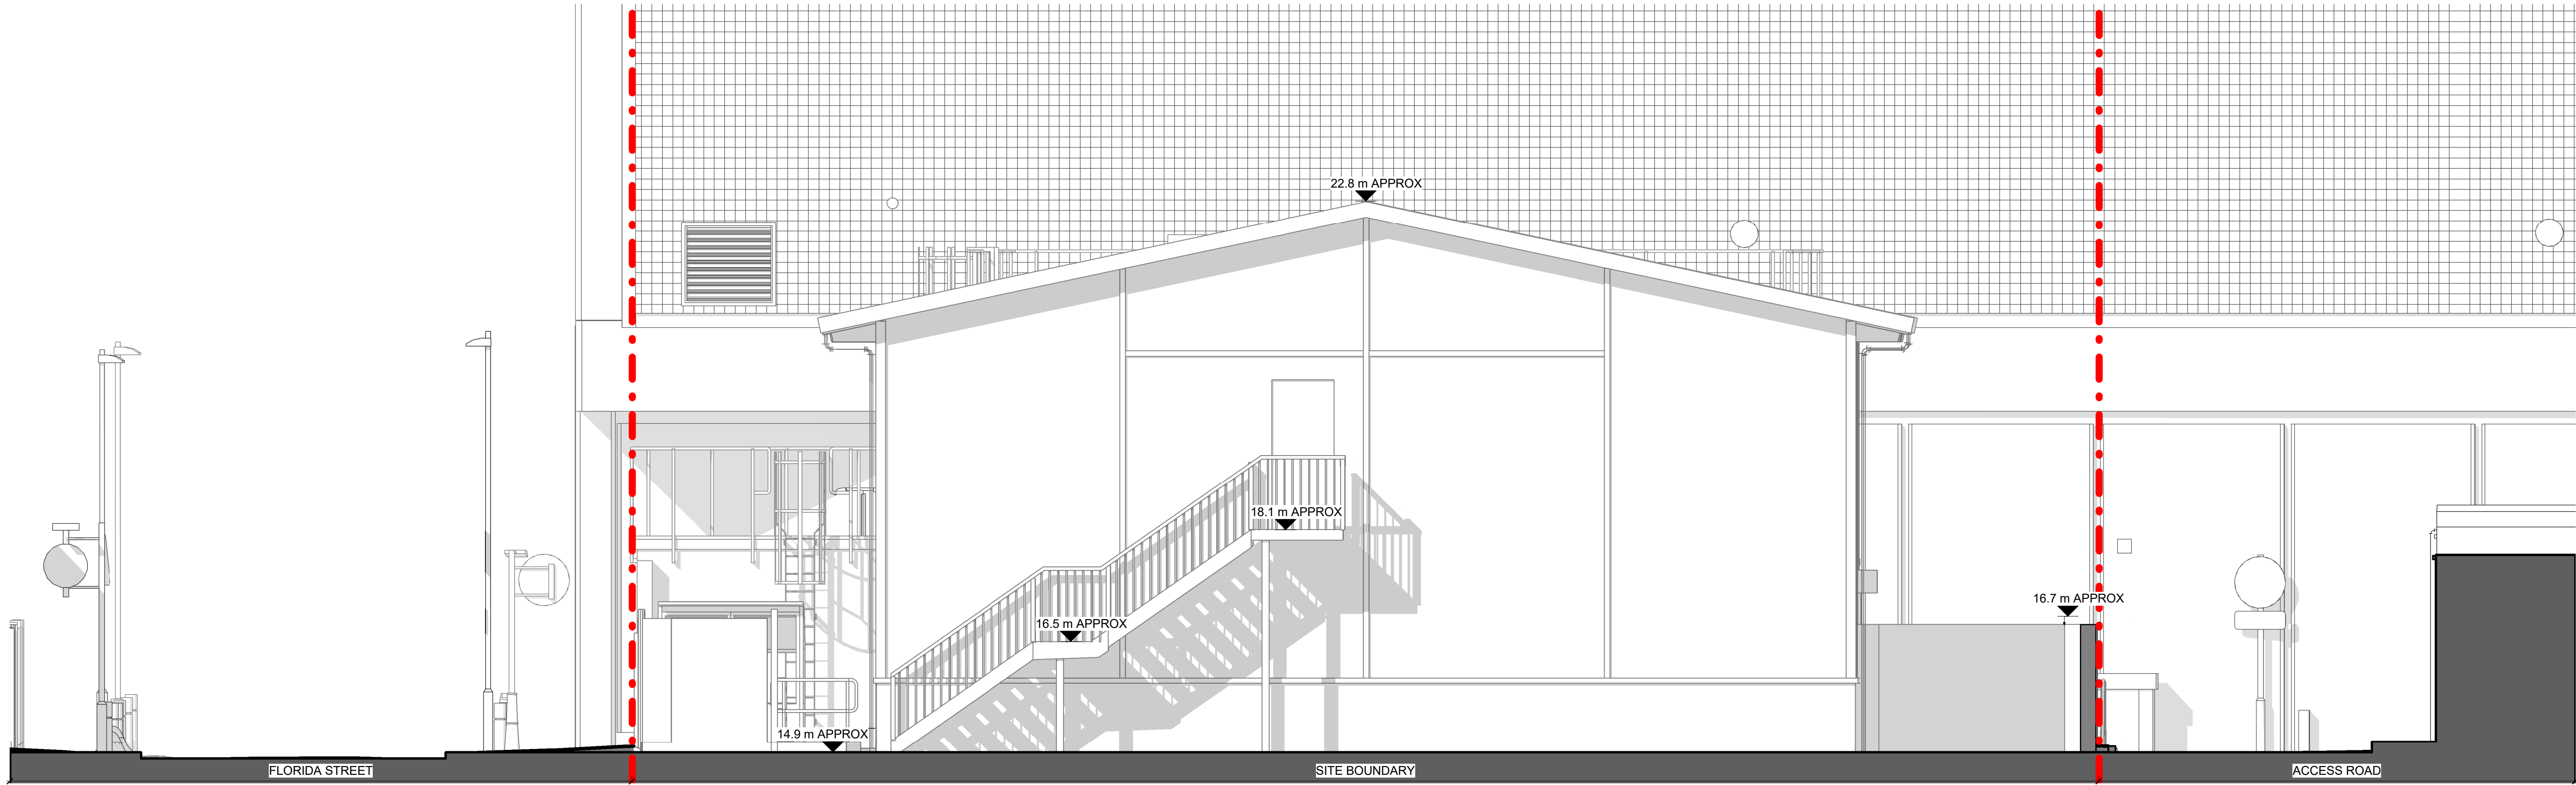 22.8 m APPROX
18.1 m APPROX
16.5 m APPROX
16.7 m APPROX
14.9 m APPROX
FLORIDA STREET
SITE BOUNDARY
ACCESS ROAD